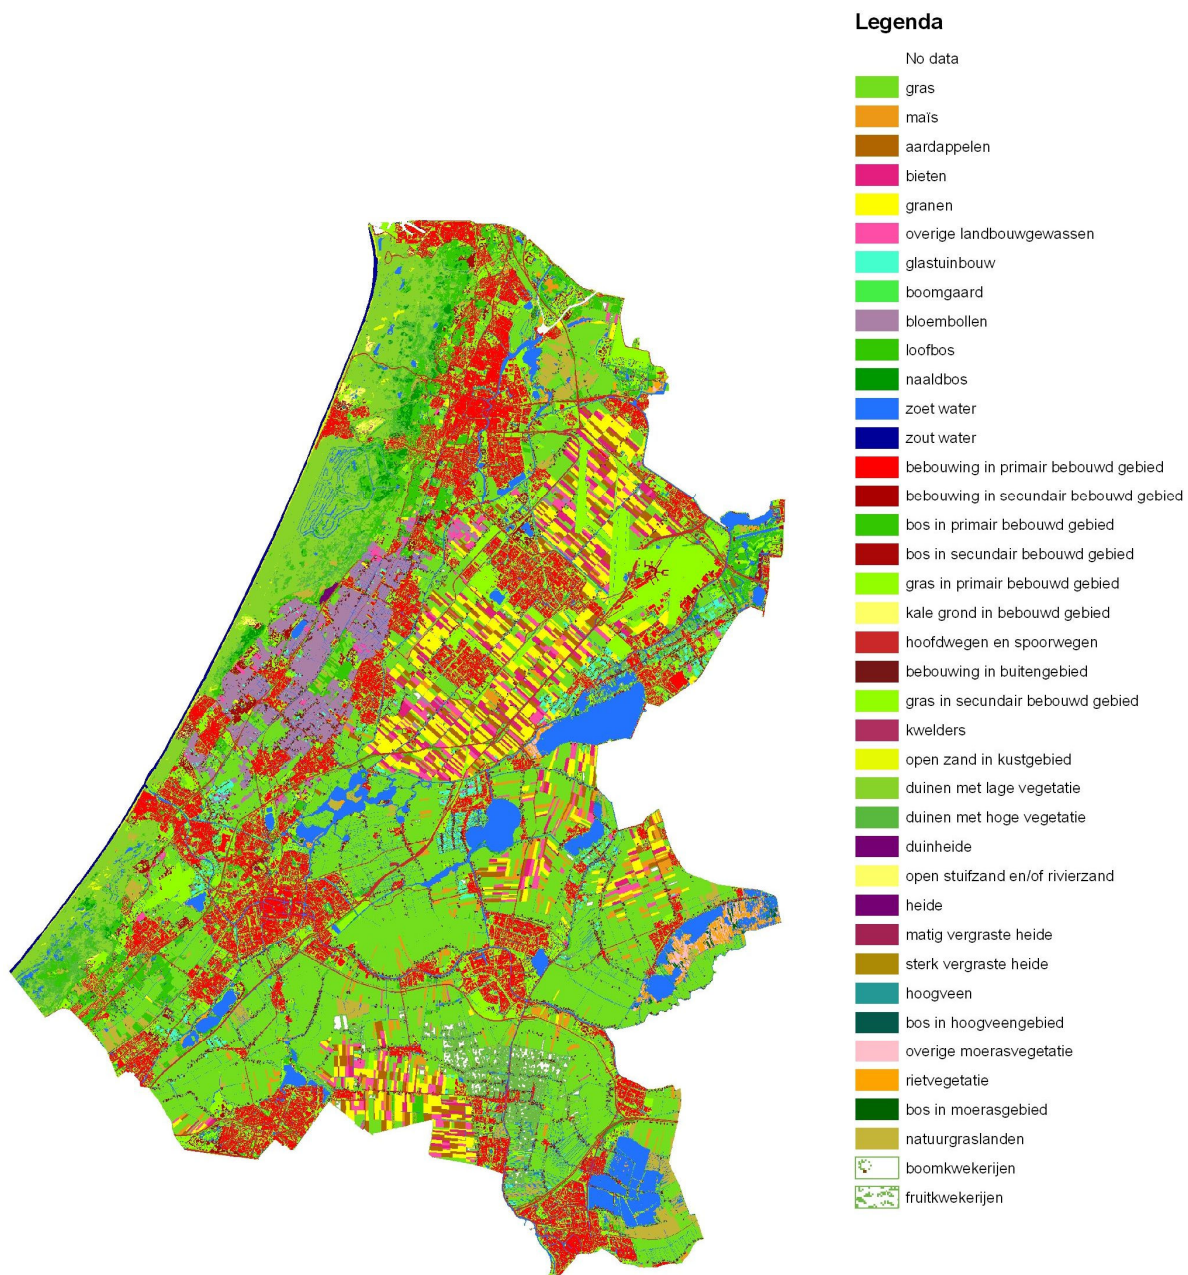 Legenda
No data
gras
maïs
aardappelen
bieten
granen
overige landbouwgewassen
glastuinbouw
boomgaard
bloembollen
loofbos
naaldbos
zoet water
zout water
bebouwing in primair bebouwd gebied
bebouwing in secundair bebouwd gebied
bos in primair bebouwd gebied
bos in secundair bebouwd gebied
gras in primair bebouwd gebied
kale grond in bebouwd gebied
hoofdwegen en spoorwegen
bebouwing in buitengebied
gras in secundair bebouwd gebied
kwelders
open zand in kustgebied
duinen met lage vegetatie
duinen met hoge vegetatie
duinheide
open stuifzand en/of rivierzand
heide
matig vergraste heide
sterk vergraste heide
hoogveen
bos in hoogveengebied
overige moerasvegetatie
rietvegetatie
bos in moerasgebied
natuurgraslanden
boomkwekerijen
fruitkwekerijen